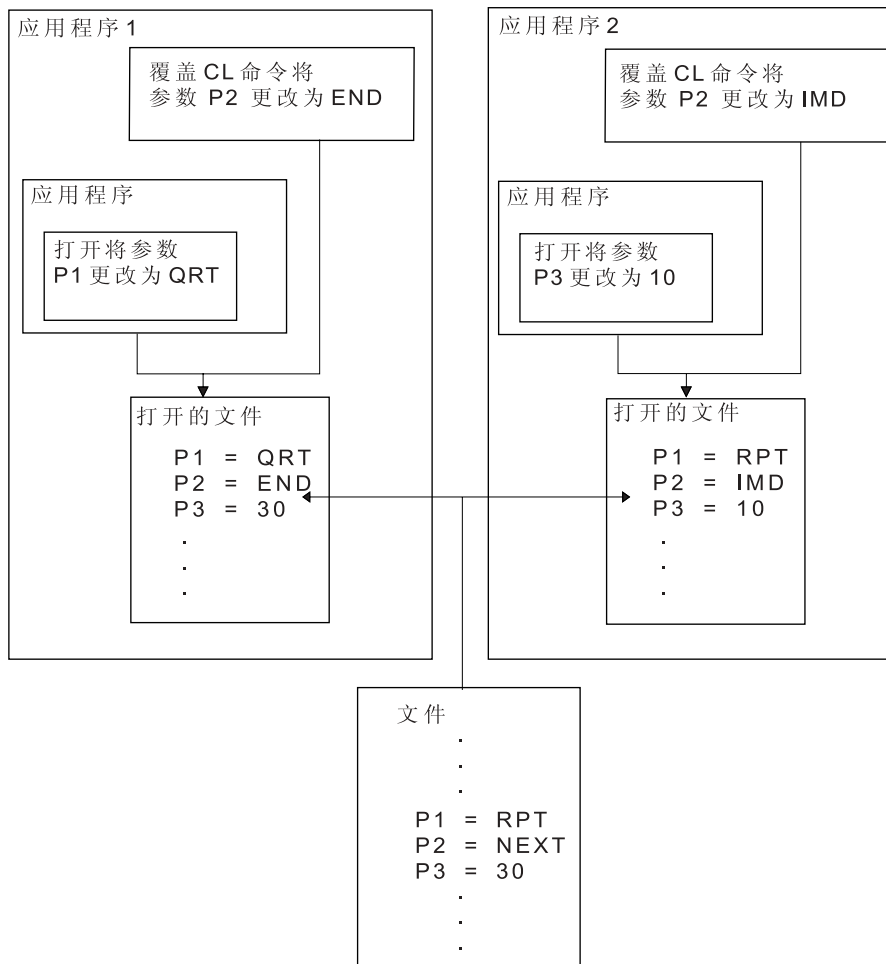 应用程序 1
覆盖 CL 命令将
参数 P2 更改为 END
应用程序
打开将参数
P1 更改为 QRT
打开的文件
P1 = QRT
P2 = END
P3 = 30
.
.
.
应用程序 2
覆盖 CL 命令将
参数 P2 更改为 IMD
应用程序
打开将参数
P3 更改为 10
打开的文件
P1 = RPT
P2 = IMD
P3 = 10
.
.
.
文件
.
.
.
P1 = RPT
P2 = NEXT
P3 = 30
.
.
.